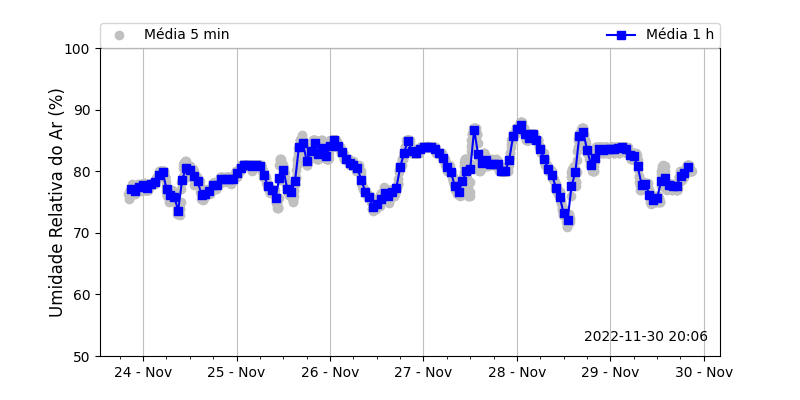 Média 5 min
Média 1 h
Umidade Relativa do Ar (%)
100
90
80
70
60
50
2022-11-30 20:06
24 - Nov
25 - Nov
26 - Nov
27 - Nov
28 - Nov
29 - Nov
30 - Nov